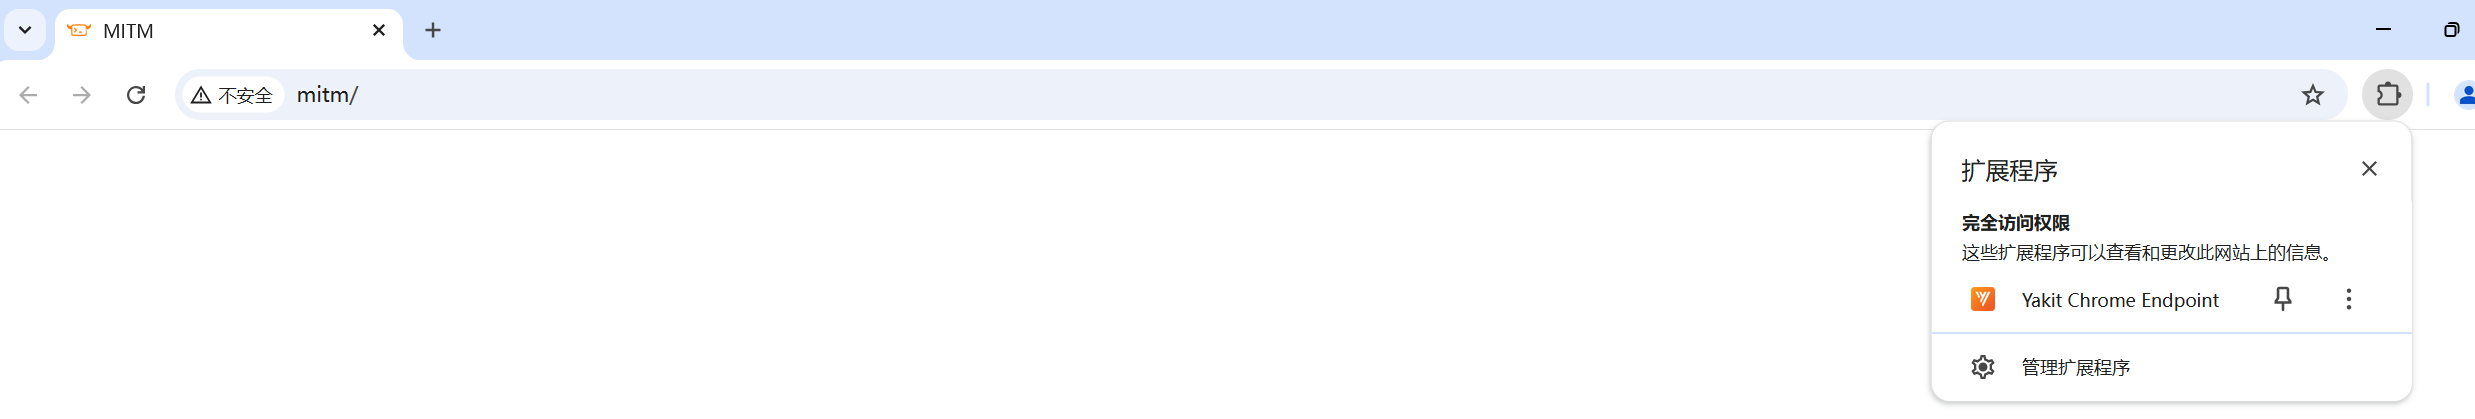 MITM
不安全 mitm/
扩展程序
完全访问权限
这些扩展程序可以查看和更改此网站上的信息。
Yakit Chrome Endpoint
管理扩展程序